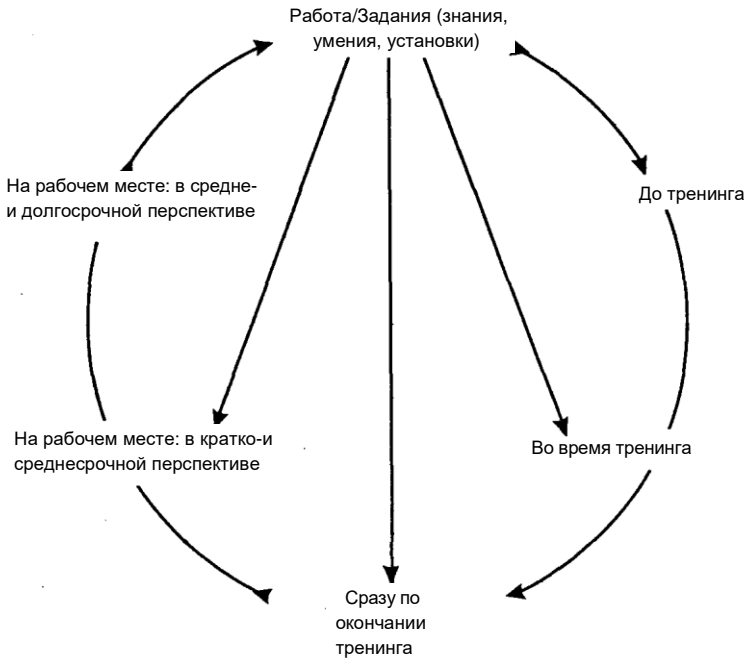 Работа/Задания (знания,
умения, установки)
На рабочем месте: в средне-
и долгосрочной перспективе
До тренинга
На рабочем месте: в кратко-и
среднесрочной перспективе
Во время тренинга
Сразу по
окончании
тренинга